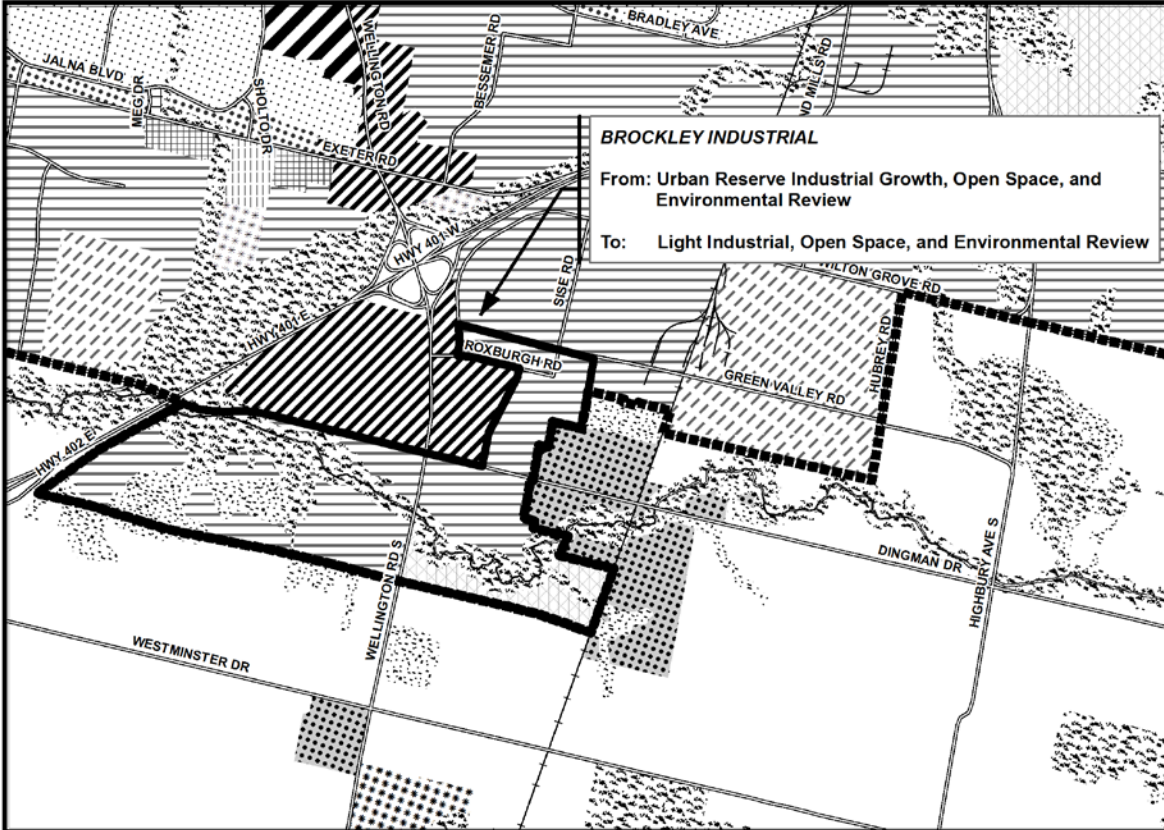 BRADLEY AVE
WELLINGTON RD
BESSEMER RD
ND MILLS RD
JALNA BLVD
MEG DR
SHOLTO DR
EXETER RD
BROCKLEY INDUSTRIAL
From: Urban Reserve Industrial Growth, Open Space, and
Environmental Review
To: Light Industrial, Open Space, and Environmental Review
HWY 401 W
HWY 401 E
SISE RD
WILTON GROVE RD
HUBREY RD
ROXBURGH RD
GREEN VALLEY RD
HWY 402 E
WELLINGTON RD S
DINGMAN DR
HIGHBURY AVE S
WESTMINSTER DR